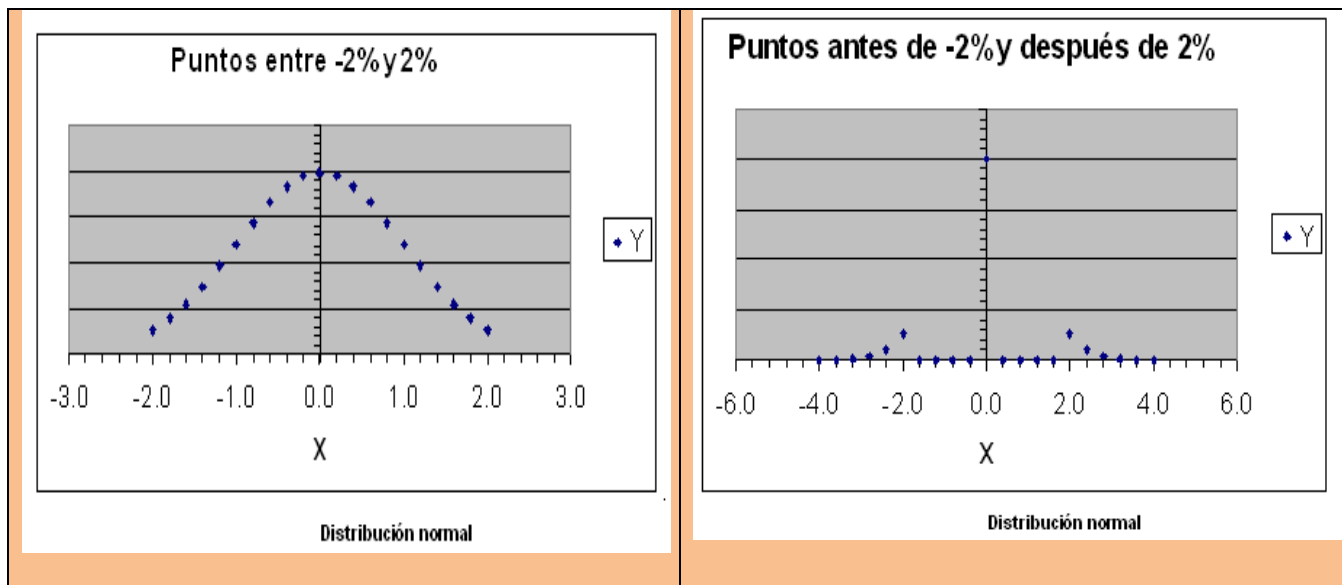 Puntos entre -2% y 2%
Y
-3.0 -2.0 -1.0 0.0 1.0 2.0 3.0
X
Distribución normal
Puntos antes de -2% y después de 2%
Y
-6.0 -4.0 -2.0 0.0 2.0 4.0 6.0
X
Distribución normal